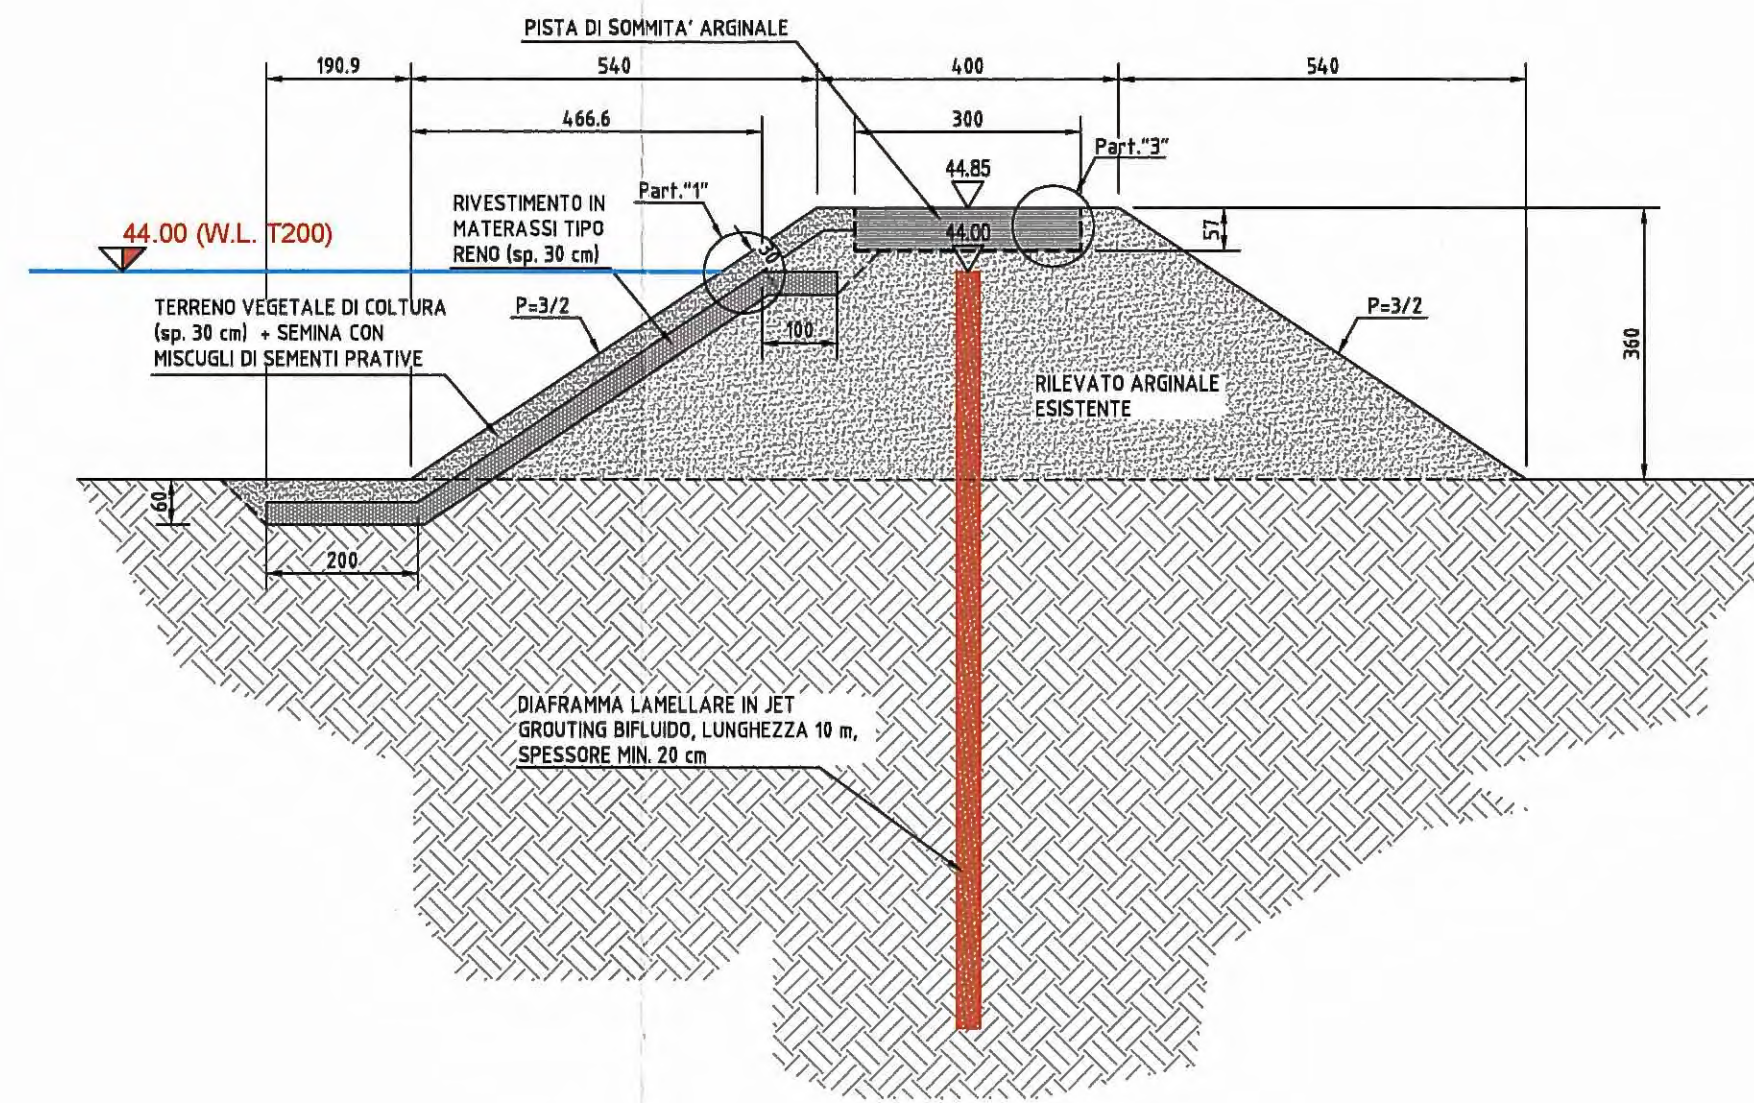 PISTA DI SOMMITA' ARGINALE
190.9
540
400
540
466.6
300
Part."3"
Part."1"
44.85
RIVESTIMENTO IN
MATERASSI TIPO
RENO (sp. 30 cm)
44.00 (W.L. T200)
30
44.00
57
TERRENO VEGETALE DI COLTURA
(sp. 30 cm) + SEMINA CON
MISCUGLI DI SEMENTI PRATIVE
P=3/2
100
P=3/2
360
RILEVATO ARGINALE
ESISTENTE
60
200
DIAFRAMMA LAMELLARE IN JET
GROUTING BIFLUIDO, LUNGHEZZA 10 m,
SPESSORE MIN. 20 cm